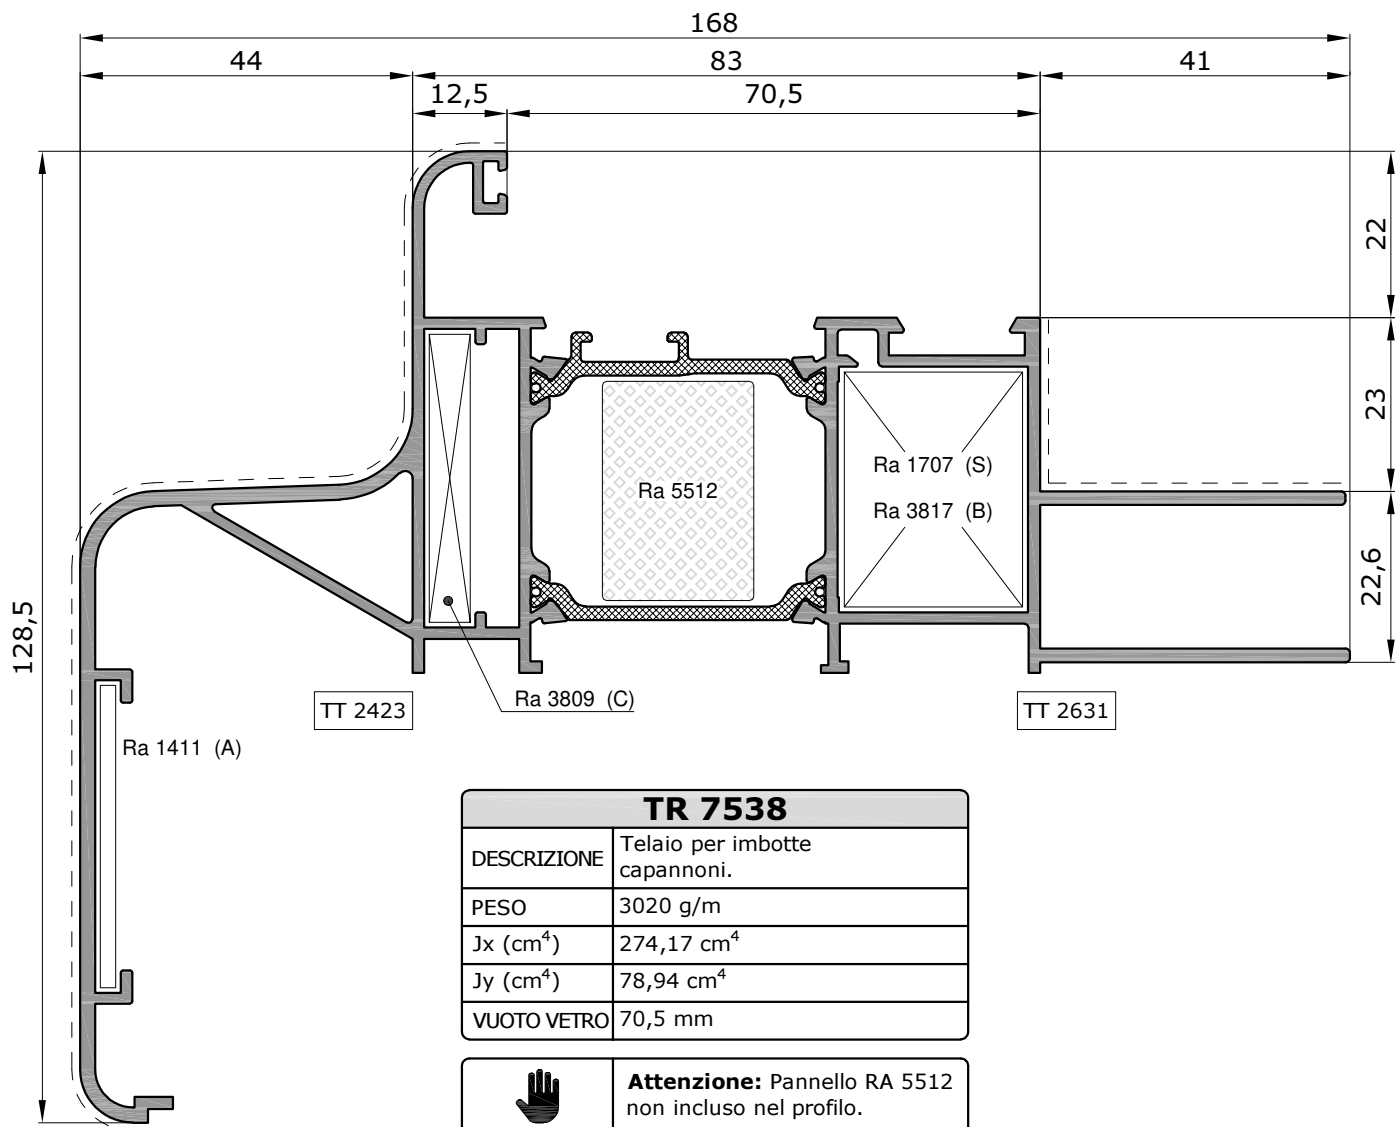 168
44
83
41
12,5
70,5
22
23
22,6
128,5
Ra 1707 (S)
Ra 3817 (B)
Ra 5512
Ra 3809 (C)
TT 2423
TT 2631
Ra 1411 (A)
TR 7538
DESCRIZIONE Telaio per imbotte
capannoni.
PESO 3020 g/m
Jx (cm⁴) 274,17 cm⁴
Jy (cm⁴) 78,94 cm⁴
VUOTO VETRO 70,5 mm
Attenzione: Pannello RA 5512
non incluso nel profilo.